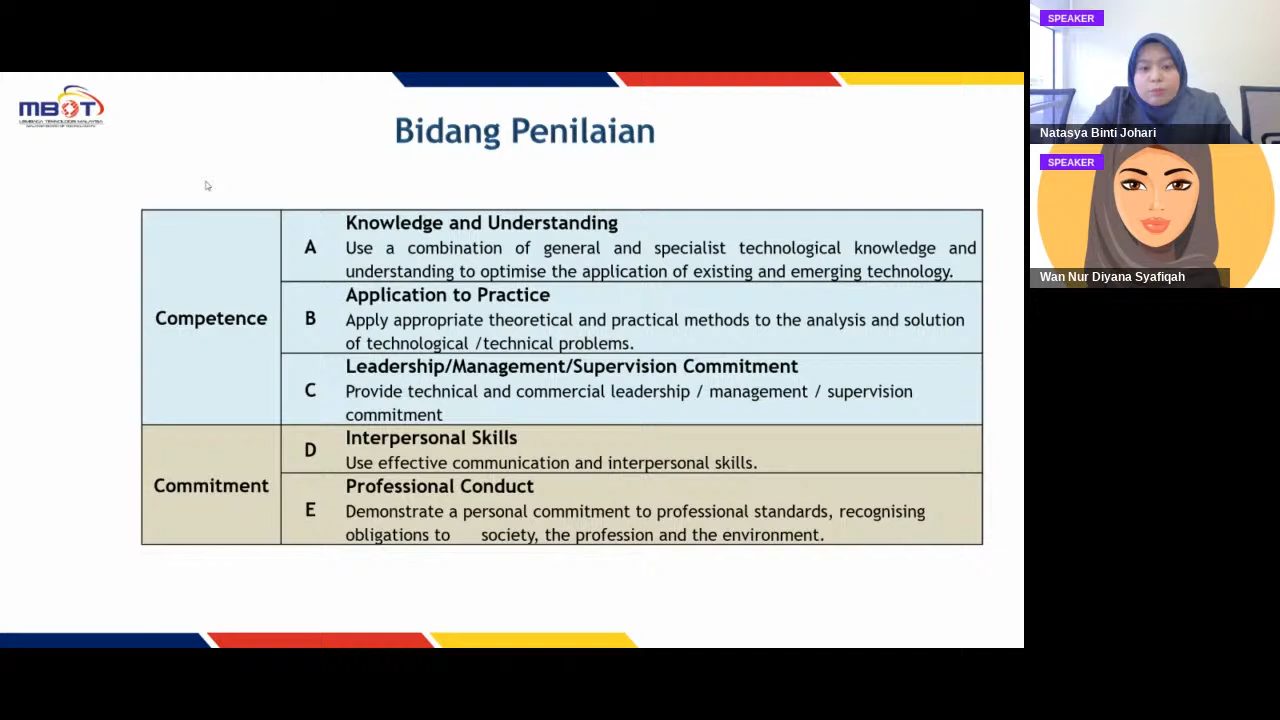 MBOT
LEMBAGA TEKNOLOGIS MALAYSIA
Bidang Penilaian
Competence
A
Knowledge and Understanding
Use a combination of general and specialist technological knowledge and
understanding to optimise the application of existing and emerging technology.
B
Application to Practice
Apply appropriate theoretical and practical methods to the analysis and solution
of technological /technical problems.
C
Leadership/Management/Supervision Commitment
Provide technical and commercial leadership / management / supervision
commitment
Commitment
D
Interpersonal Skills
Use effective communication and interpersonal skills.
E
Professional Conduct
Demonstrate a personal commitment to professional standards, recognising
obligations to society, the profession and the environment.
SPEAKER
Natasya Binti Johari
SPEAKER
Wan Nur Diyana Syafiqah